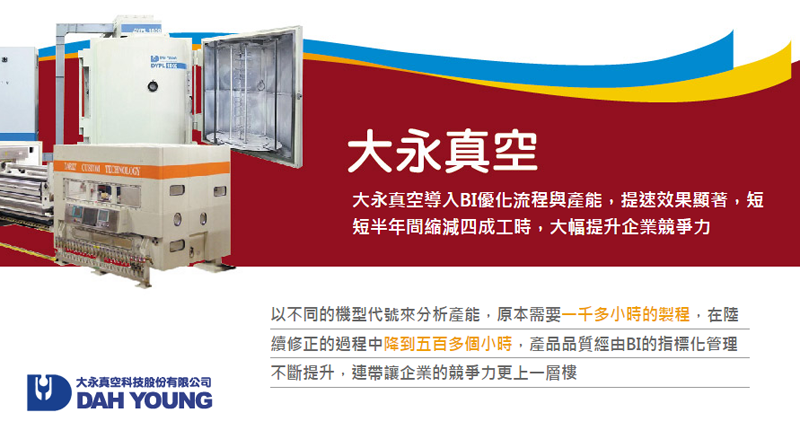 大永真空
大永真空導入BI優化流程與產能，提速效果顯著，短
短半年間縮減四成工時，大幅提升企業競爭力
以不同的機型代號來分析產能，原本需要一千多小時的製程，在陸
續修正的過程中降到五百多個小時，產品品質經由BI的指標化管理
不斷提升，連帶讓企業的競爭力更上一層樓
大永真空科技股份有限公司
DAH YOUNG